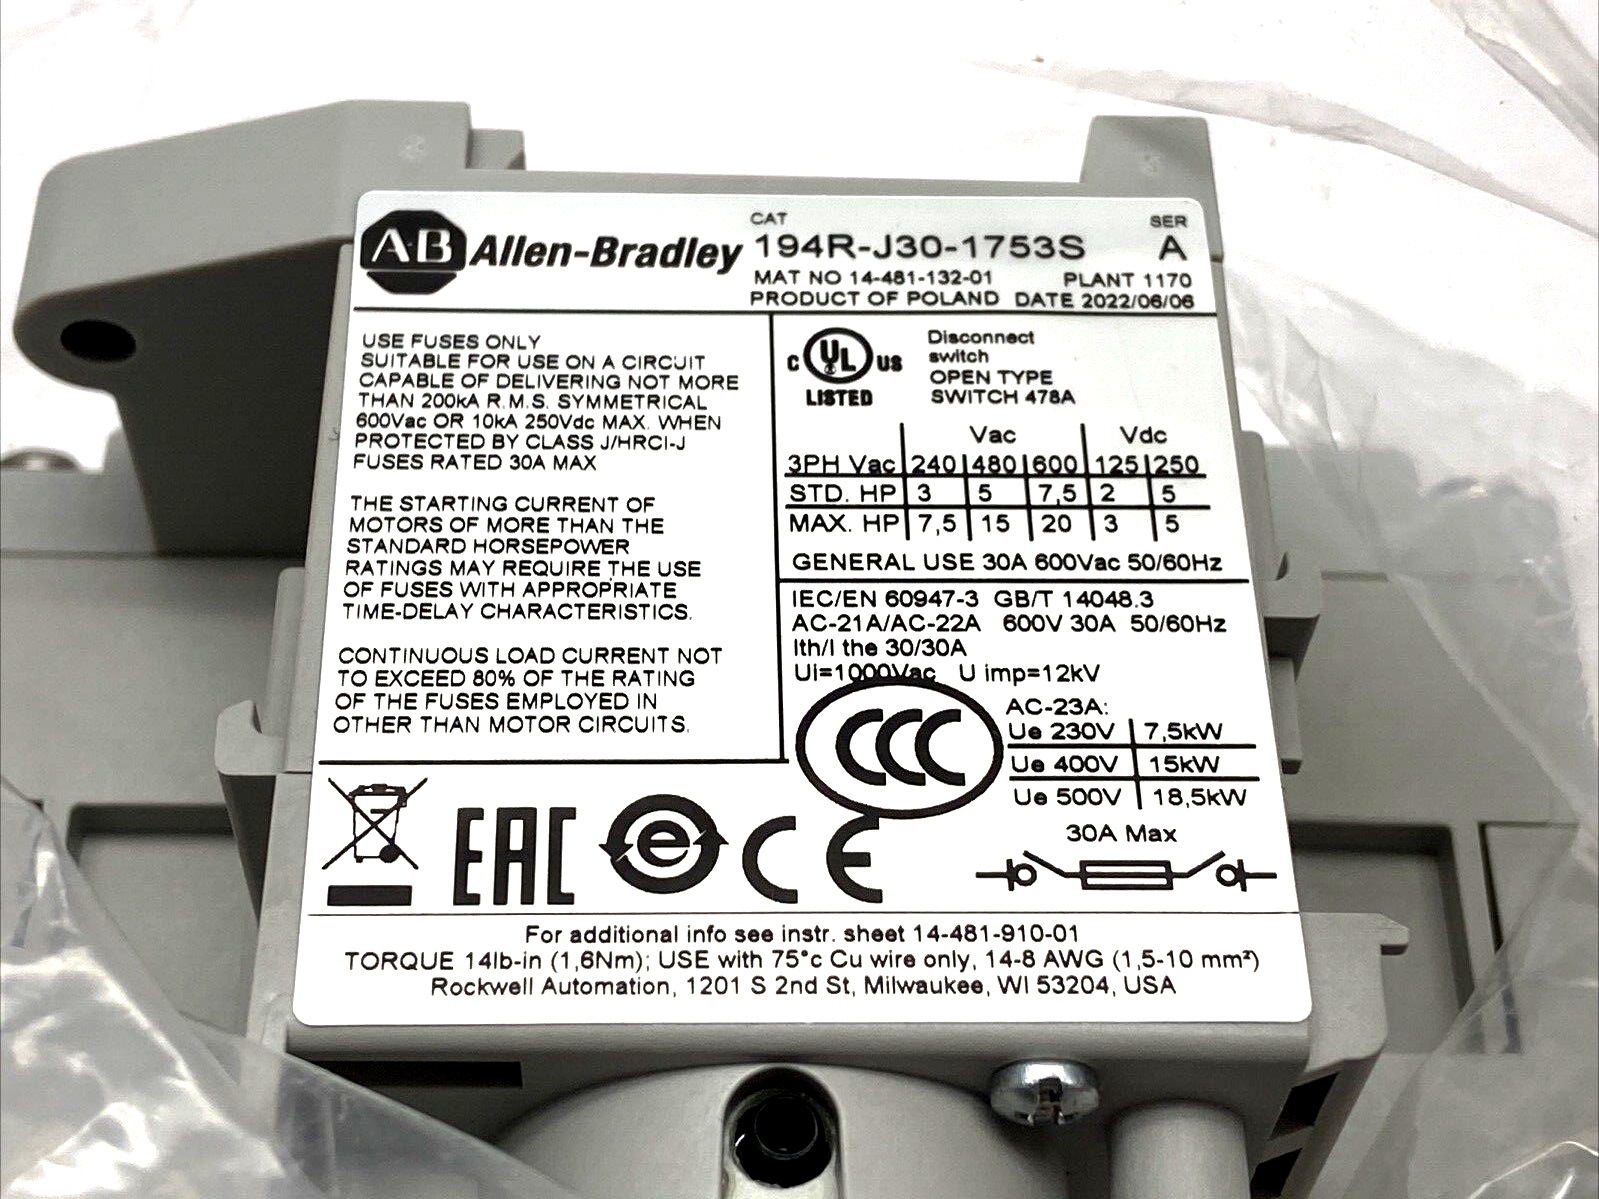 A-B Allen-Bradley
CAT
194R-J30-1753S
SER
A
MAT NO 14-481-132-01 PLANT 1170
PRODUCT OF POLAND DATE 2022/06/06
USE FUSES ONLY
SUITABLE FOR USE ON A CIRCUIT
CAPABLE OF DELIVERING NOT MORE
THAN 200kA R.M.S. SYMMETRICAL
600Vac OR 10kA 250Vdc MAX. WHEN
PROTECTED BY CLASS J/HRCI-J
FUSES RATED 30A MAX
THE STARTING CURRENT OF
MOTORS OF MORE THAN THE
STANDARD HORSEPOWER
RATINGS MAY REQUIRE THE USE
OF FUSES WITH APPROPRIATE
TIME-DELAY CHARACTERISTICS.
CONTINUOUS LOAD CURRENT NOT
TO EXCEED 80% OF THE RATING
OF THE FUSES EMPLOYED IN
OTHER THAN MOTOR CIRCUITS.
C UL US
LISTED
Disconnect
switch
OPEN TYPE
SWITCH 478A
Vac Vdc
3PH Vac 240 480 600 125 250
STD. HP 3 5 7,5 2 5
MAX. HP 7,5 15 20 3 5
GENERAL USE 30A 600Vac 50/60Hz
IEC/EN 60947-3 GB/T 14048.3
AC-21A/AC-22A 600V 30A 50/60Hz
Ith/I the 30/30A
Ui=1000Vac U imp=12kV
CCC
AC-23A:
Ue 230V 7,5kW
Ue 400V 15kW
Ue 500V 18,5kW
30A Max
EAC e CE
For additional info see instr. sheet 14-481-910-01
TORQUE 14lb-in (1,6Nm); USE with 75°c Cu wire only, 14-8 AWG (1,5-10 mm²)
Rockwell Automation, 1201 S 2nd St, Milwaukee, WI 53204, USA